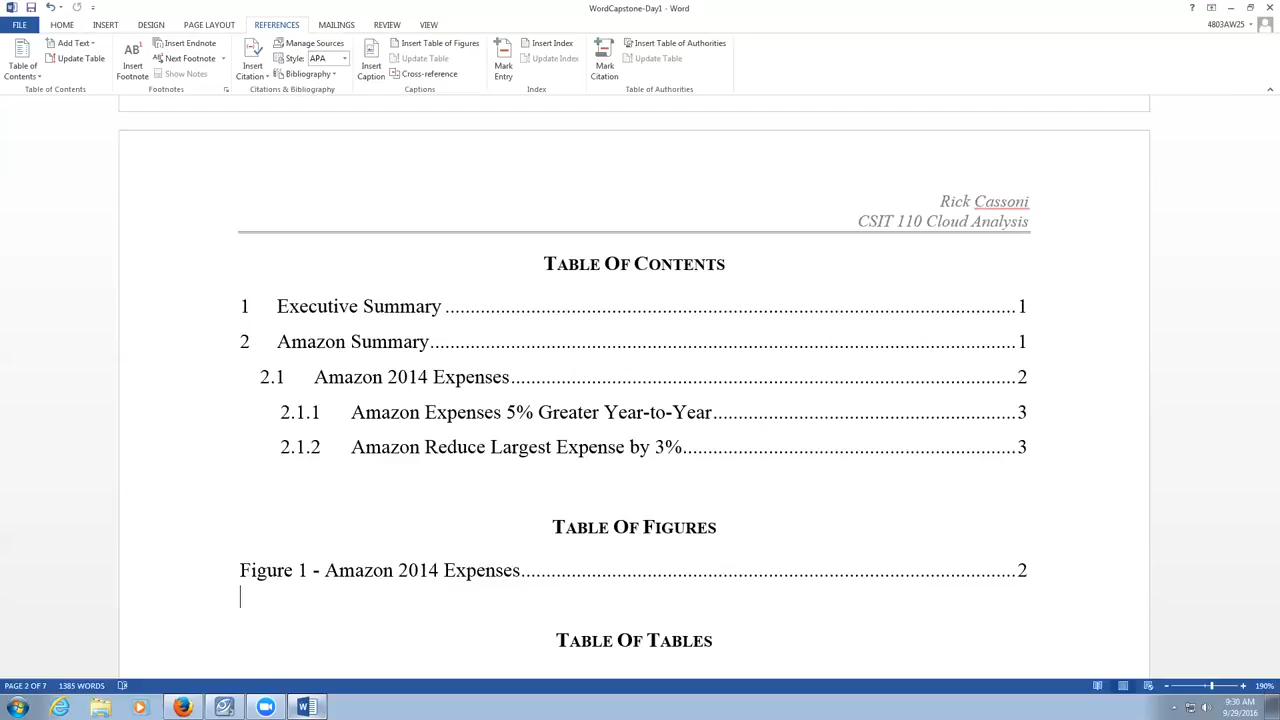 WordCapstone-Day1 - Word
FILE HOME INSERT DESIGN PAGE LAYOUT REFERENCES MAILINGS REVIEW VIEW
4803AW25
Table of Contents
Add Text
Update Table
Table of Contents
AB1
Insert Footnote
Insert Endnote
Next Footnote
Show Notes
Footnotes
Insert Citation
Manage Sources
Style: APA
Bibliography
Citations & Bibliography
Insert Caption
Insert Table of Figures
Update Table
Cross-reference
Captions
Mark Entry
Insert Index
Update Index
Index
Mark Citation
Insert Table of Authorities
Update Table
Table of Authorities
Rick Cassoni
CSIT 110 Cloud Analysis
TABLE OF CONTENTS
1 Executive Summary 1
2 Amazon Summary 1
2.1 Amazon 2014 Expenses 2
2.1.1 Amazon Expenses 5% Greater Year-to-Year 3
2.1.2 Amazon Reduce Largest Expense by 3% 3
TABLE OF FIGURES
Figure 1 - Amazon 2014 Expenses 2
TABLE OF TABLES
PAGE 2 OF 7 1385 WORDS
190%
9:30 AM
9/29/2016